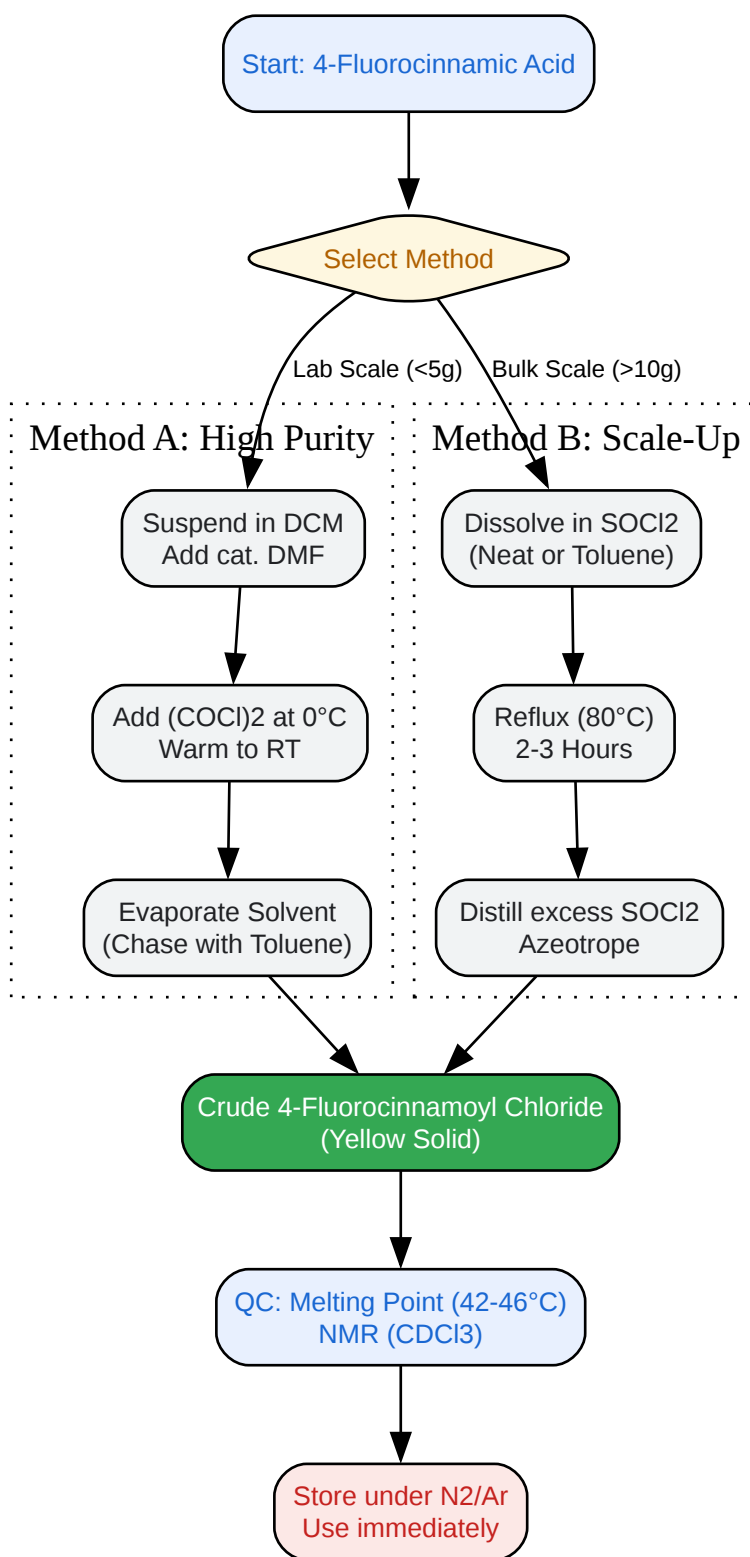 Start: 4-Fluorocinnamic Acid
Select Method
Lab Scale (<5g)
Bulk Scale (>10g)
Method A: High Purity
Method B: Scale-Up
Suspend in DCM
Add cat. DMF
Dissolve in SOCl2
(Neat or Toluene)
Add (COCl)2 at 0°C
Warm to RT
Reflux (80°C)
2-3 Hours
Evaporate Solvent
(Chase with Toluene)
Distill excess SOCl2
Azeotrope
Crude 4-Fluorocinnamoyl Chloride
(Yellow Solid)
QC: Melting Point (42-46°C)
NMR (CDCl3)
Store under N2/Ar
Use immediately